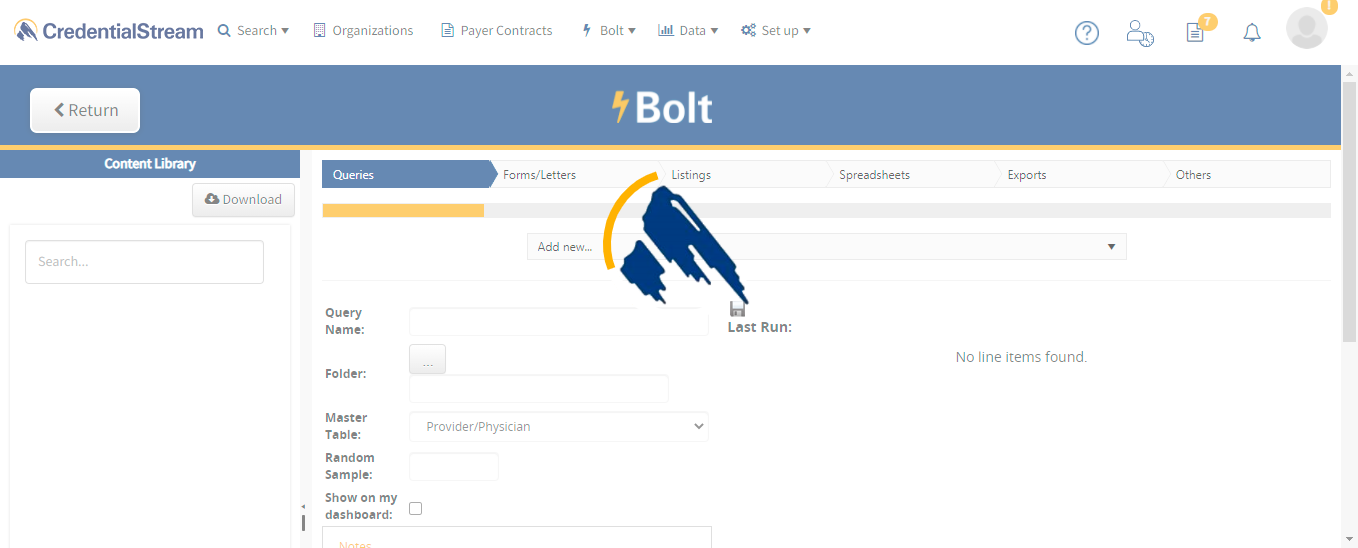 CredentialStream Search Organizations Payer Contracts Bolt Data Set up ? 7 !
Return
Bolt
Content Library
Download
Search...
Queries Forms/Letters Listings Spreadsheets Exports Others
Add new...
Query
Name:
Last Run:
No line items found.
Folder:
...
Master
Table:
Provider/Physician
Random
Sample:
Show on my
dashboard:
Notes